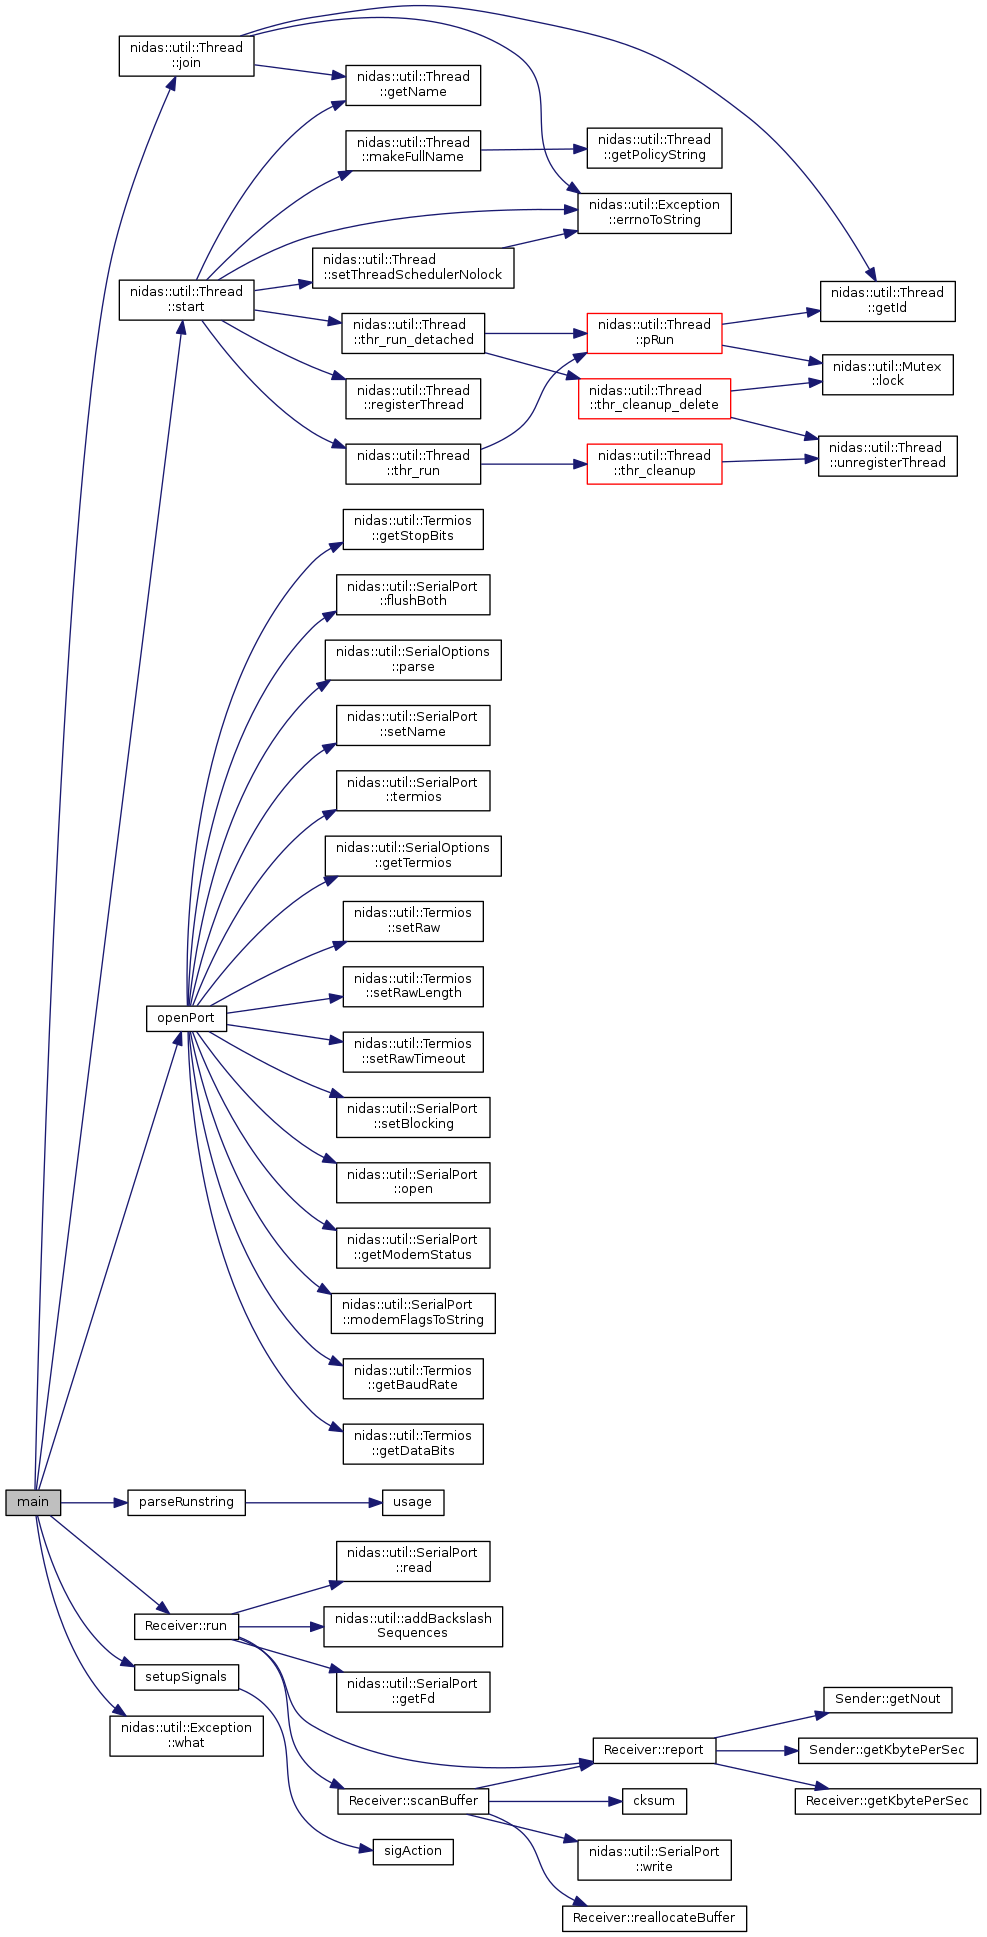 nidas::util::Thread
::join
nidas::util::Thread
::getName
nidas::util::Thread
::makeFullName
nidas::util::Thread
::getPolicyString
nidas::util::Exception
::errnoToString
nidas::util::Thread
::setThreadSchedulerNolock
nidas::util::Thread
::start
nidas::util::Thread
::getId
nidas::util::Thread
::thr_run_detached
nidas::util::Thread
::pRun
nidas::util::Mutex
::lock
nidas::util::Thread
::registerThread
nidas::util::Thread
::thr_cleanup_delete
nidas::util::Thread
::unregisterThread
nidas::util::Thread
::thr_run
nidas::util::Thread
::thr_cleanup
nidas::util::Termios
::getStopBits
nidas::util::SerialPort
::flushBoth
nidas::util::SerialOptions
::parse
nidas::util::SerialPort
::setName
nidas::util::SerialPort
::termios
nidas::util::SerialOptions
::getTermios
nidas::util::Termios
::setRaw
nidas::util::Termios
::setRawLength
openPort
nidas::util::Termios
::setRawTimeout
nidas::util::SerialPort
::setBlocking
nidas::util::SerialPort
::open
nidas::util::SerialPort
::getModemStatus
nidas::util::SerialPort
::modemFlagsToString
nidas::util::Termios
::getBaudRate
nidas::util::Termios
::getDataBits
main
parseRunstring
usage
nidas::util::SerialPort
::read
Receiver::run
nidas::util::addBackslash
Sequences
setupSignals
nidas::util::SerialPort
::getFd
nidas::util::Exception
::what
Sender::getNout
Receiver::report
Sender::getKbytePerSec
Receiver::scanBuffer
cksum
Receiver::getKbytePerSec
sigAction
nidas::util::SerialPort
::write
Receiver::reallocateBuffer